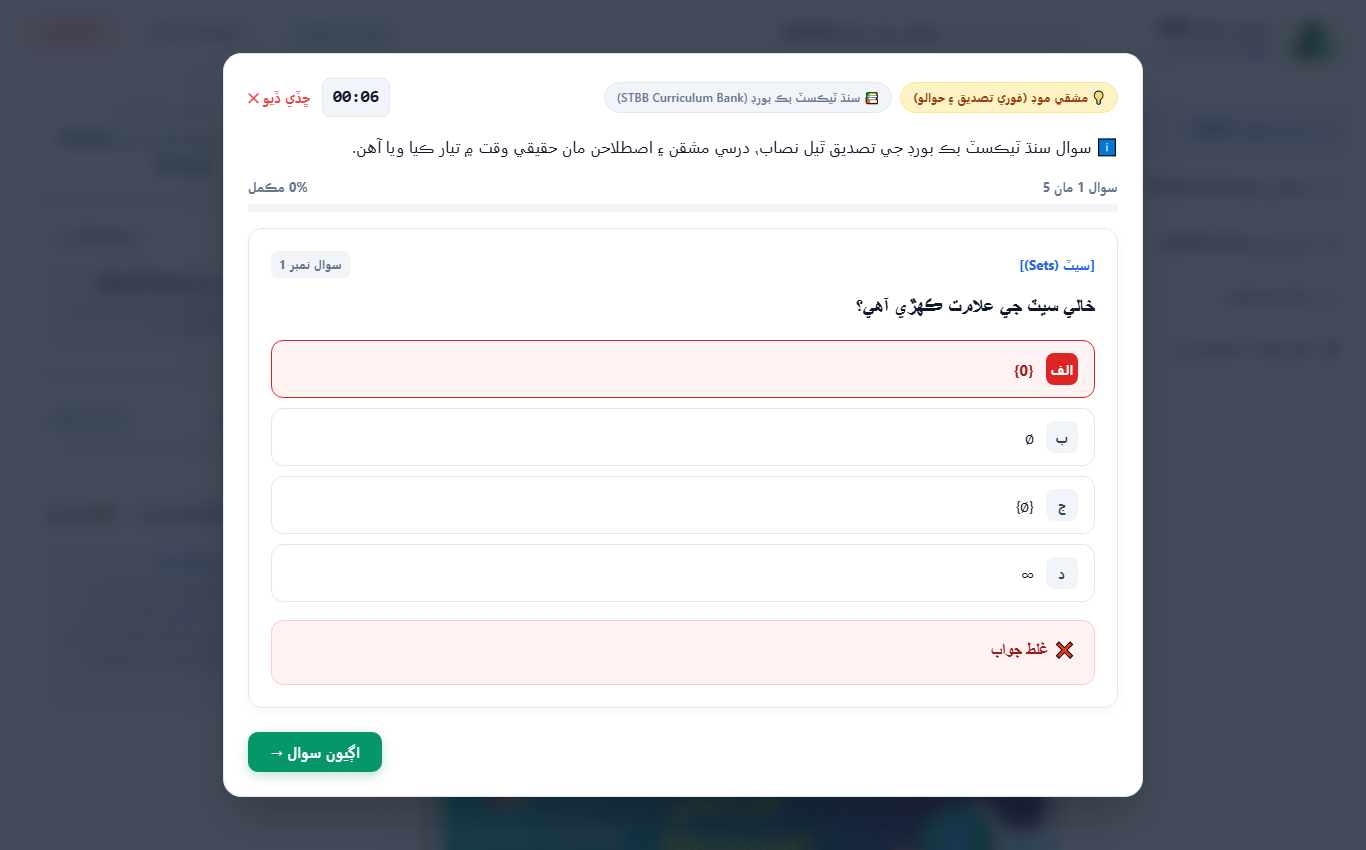 💡 مشقي موڊ (فوري تصديق ۽ حوالو)
📚 سنڌ ٽيڪسٽ بڪ بورڊ (STBB Curriculum Bank)
00:06
ڇڏي ڏيو ✕
ℹ️ سوال سنڌ ٽيڪسٽ بڪ بورڊ جي تصديق ٿيل نصاب، درسي مشقن ۽ اصطلاحن مان حقيقي وقت ۾ تيار ڪيا ويا آهن.
سوال 1 مان 5
0% مڪمل
[سيٽ (Sets)]
سوال نمبر 1
خالي سيٽ جي علامت ڪهڙي آهي؟
الف {0}
ب ∅
ج {∅}
د ∞
❌ غلط جواب
اڳيون سوال →